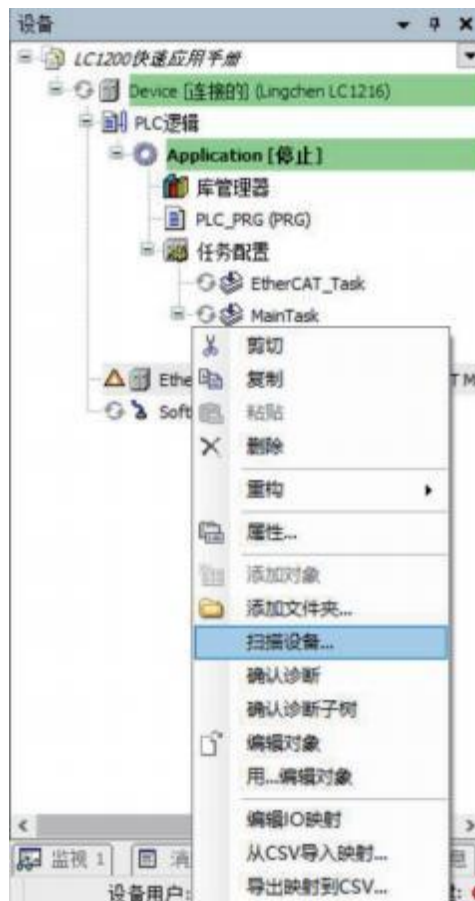 设备
LC1200快速应用手册
Device [连接的] (Lingchen LC1216)
PLC逻辑
Application [停止]
库管理器
PLC_PRG (PRG)
任务配置
EtherCAT_Task
MainTask
剪切
Ethe 复制 T M
Soft 粘贴
删除
重构
属性...
添加对象
添加文件夹...
扫描设备...
确认诊断
确认诊断子树
编辑对象
用...编辑对象
编辑IO映射
监视 1 消 从CSV导入映射... 息
设备用户: 导出映射到CSV...